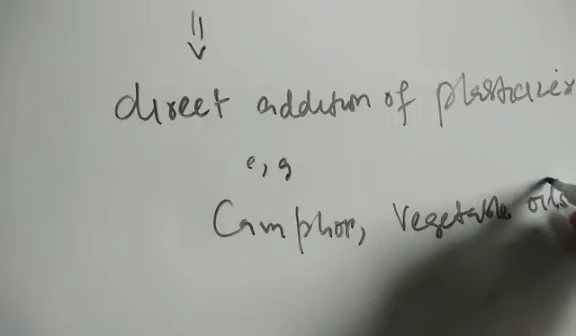 direct addition of plasticizer
e,g
Camphor, Vegetable oils